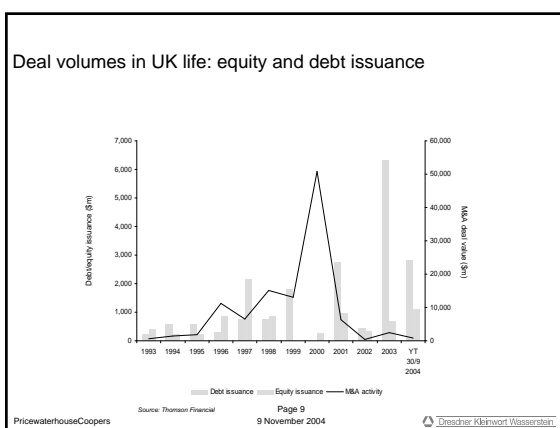 Deal volumes in UK life: equity and debt issuance
Debt/equity issuance ($m)
7,000
6,000
5,000
4,000
3,000
2,000
1,000
0
60,000
50,000
40,000
30,000
20,000
10,000
0
M&A deal value ($m)
1993 1994 1995 1996 1997 1998 1999 2000 2001 2002 2003 YT
30/9
2004
Debt issuance Equity issuance M&A activity
Source: Thomson Financial
Page 9
PricewaterhouseCoopers
9 November 2004
Dresdner Kleinwort Wasserstein